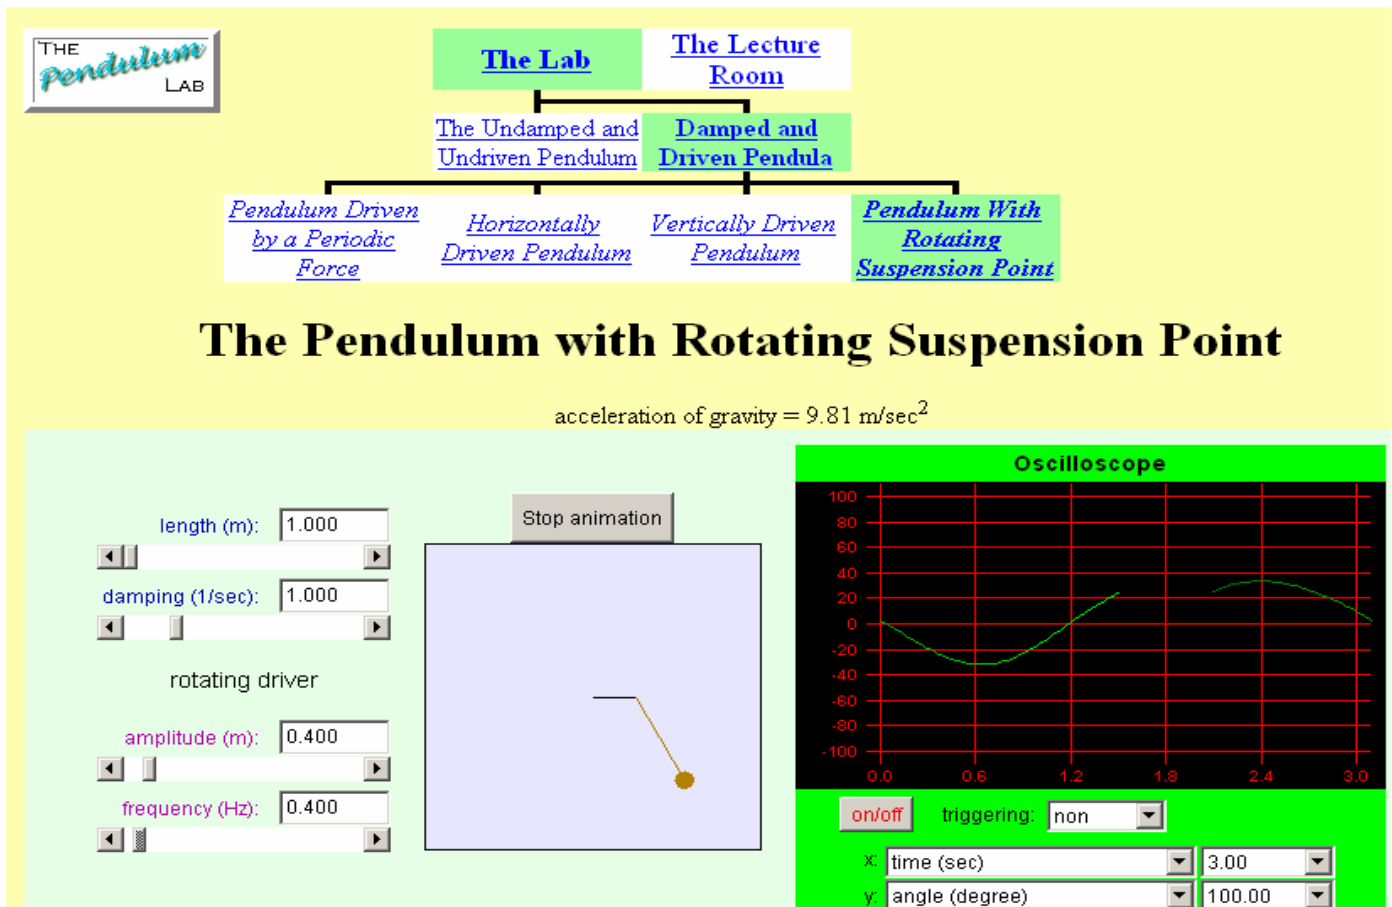 THE
Pendulum
LAB
The Lab
The Lecture
Room
The Undamped and
Undriven Pendulum
Damped and
Driven Pendula
Pendulum Driven
by a Periodic
Force
Horizontally
Driven Pendulum
Vertically Driven
Pendulum
Pendulum With
Rotating
Suspension Point
The Pendulum with Rotating Suspension Point
acceleration of gravity = 9.81 m/sec2
length (m): 1.000
damping (1/sec): 1.000
rotating driver
amplitude (m): 0.400
frequency (Hz): 0.400
Stop animation
Oscilloscope
100
80
60
40
20
0
-20
-40
-60
-80
-100
0.0 0.6 1.2 1.8 2.4 3.0
on/off triggering: non
x: time (sec) 3.00
y: angle (degree) 100.00